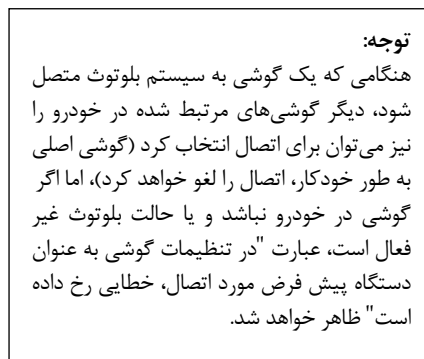 توجه:
هنگامی که یک گوشی به سیستم بلوتوث متصل
شود، دیگر گوشی‌های مرتبط شده در خودرو را
نیز می‌توان برای اتصال انتخاب کرد (گوشی اصلی
به طور خودکار، اتصال را لغو خواهد کرد)، اما اگر
گوشی در خودرو نباشد و یا حالت بلوتوث غیر
فعال است، عبارت "در تنظیمات گوشی به عنوان
دستگاه پیش فرض مورد اتصال، خطایی رخ داده
است" ظاهر خواهد شد.